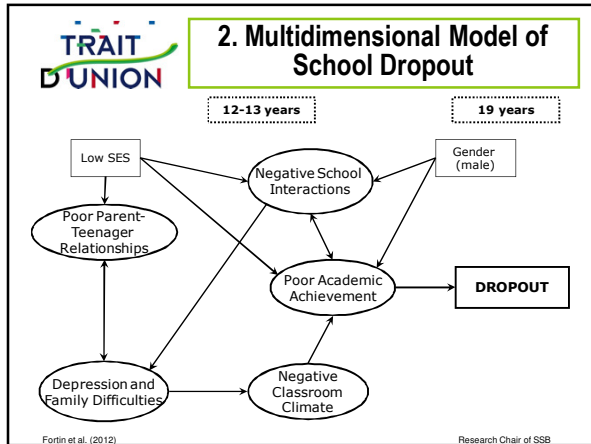 TRAIT
D'UNION
2. Multidimensional Model of
School Dropout
12-13 years
19 years
Low SES
Gender
(male)
Negative School
Interactions
Poor Parent-
Teenager
Relationships
Poor Academic
Achievement
DROPOUT
Depression and
Family Difficulties
Negative
Classroom
Climate
Fortin et al. (2012)
Research Chair of SSB